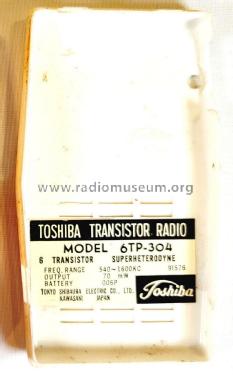 © www.radiomuseum.org
TOSHIBA TRANSISTOR RADIO
MODEL 6TP-304
6 TRANSISTOR SUPERHETERODYNE
FREQ. RANGE 540~1600KC 91576
OUTPUT 70 m/W
BATTERY 006P
TOKYO SHIBAURA ELECTRIC CO., LTD.
KAWASAKI JAPAN
Toshiba